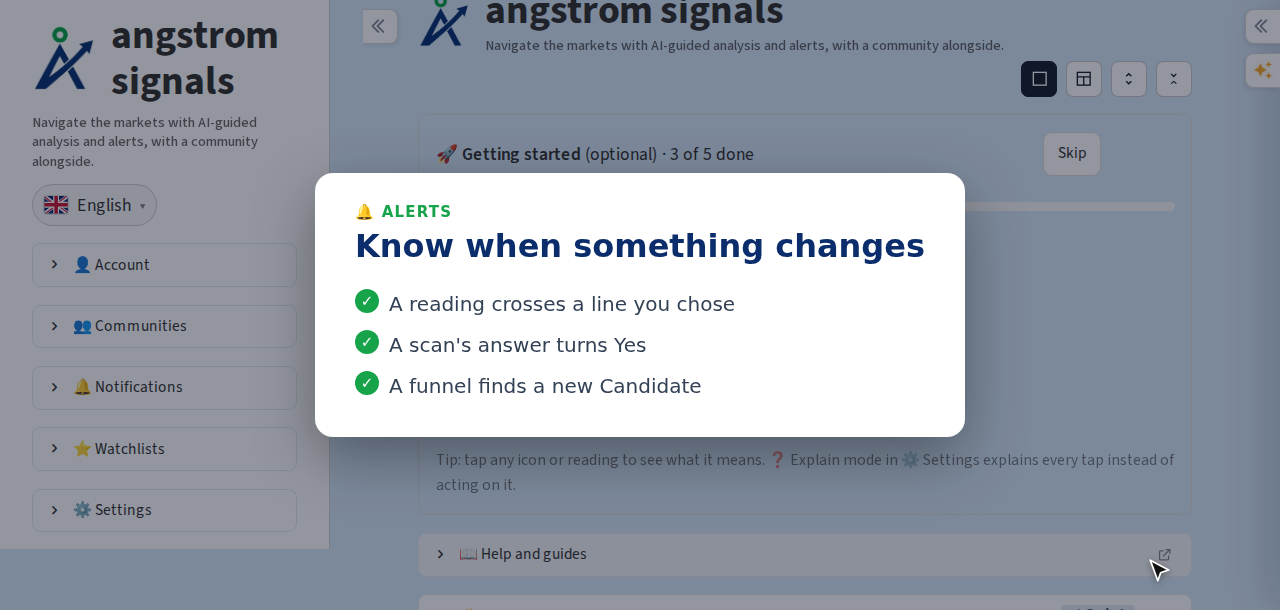 angstrom
signals
Navigate the markets with AI-guided
analysis and alerts, with a community
alongside.
English
Account
Communities
Notifications
Watchlists
Settings
angstrom signals
Navigate the markets with AI-guided analysis and alerts, with a community alongside.
Getting started (optional) · 3 of 5 done
Skip
ALERTS
Know when something changes
A reading crosses a line you chose
A scan's answer turns Yes
A funnel finds a new Candidate
Tip: tap any icon or reading to see what it means. ❓ Explain mode in ⚙️ Settings explains every tap instead of
acting on it.
Help and guides